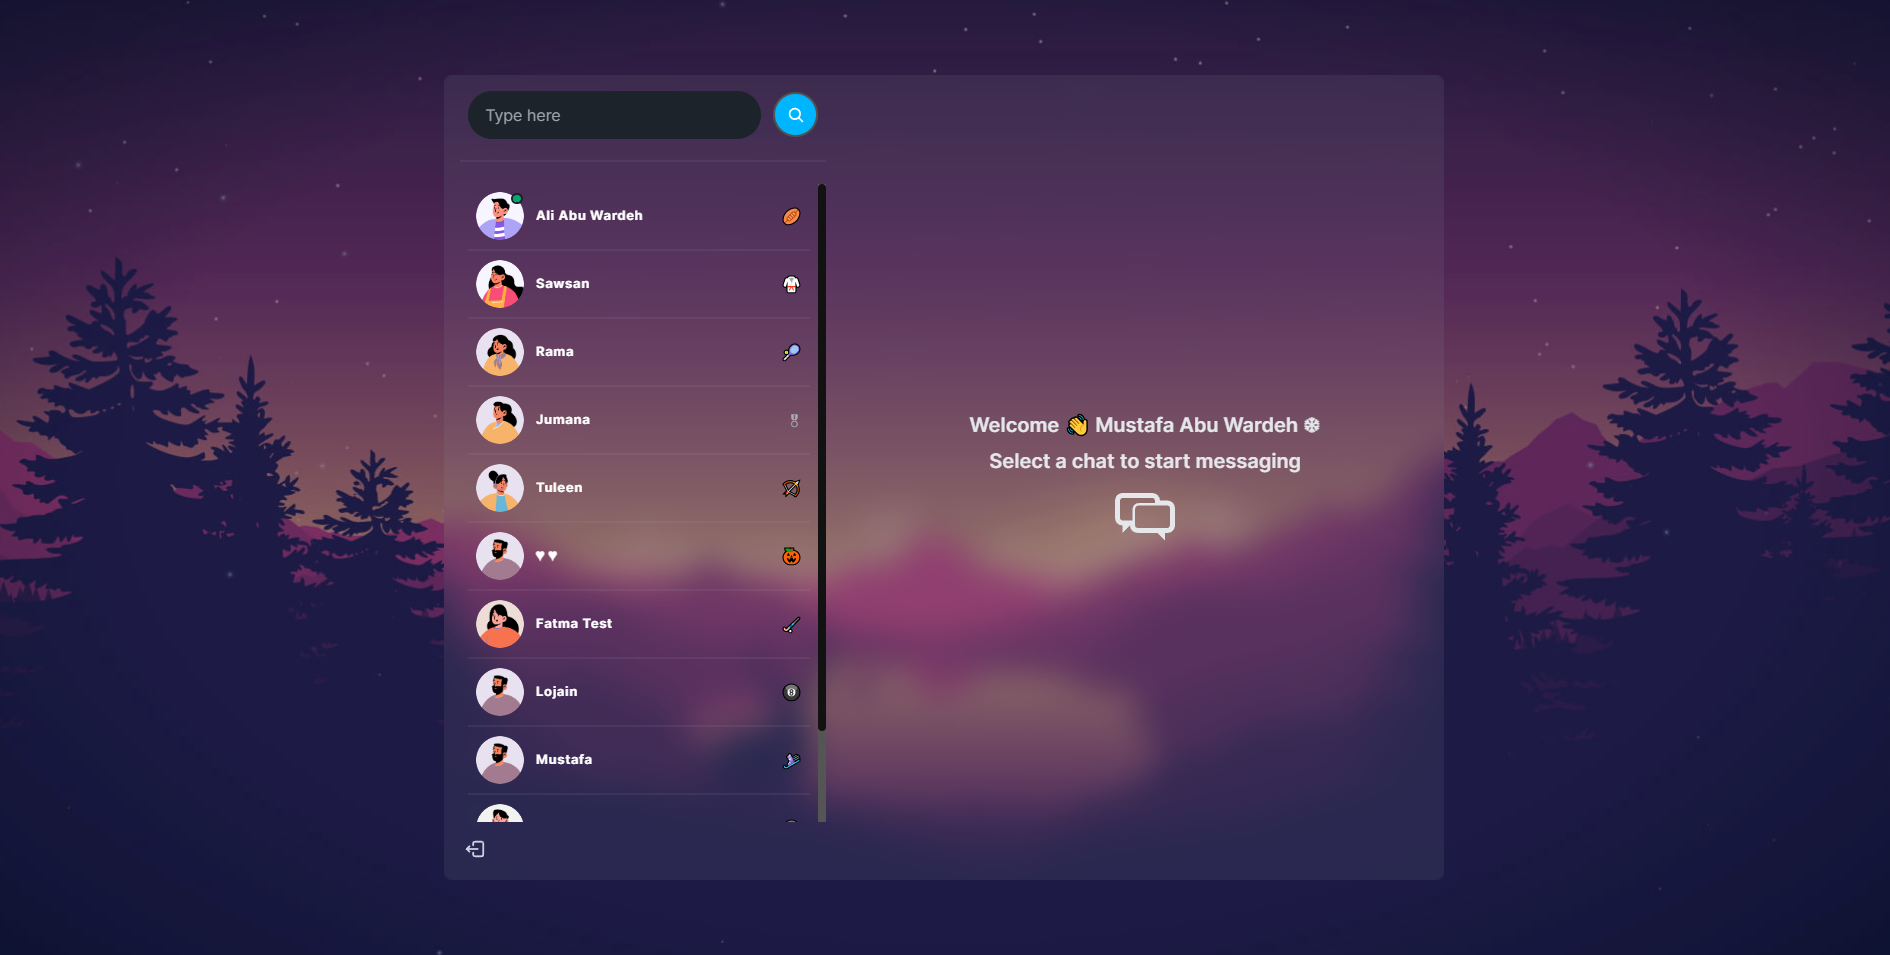 Type here
Ali Abu Wardeh 🏉
Sawsan 🥋
Rama 🎾
Jumana 🎖
Tuleen 🏹
♥♥ 🎃
Fatma Test 🏑
Lojain 🎱
Mustafa 🎿
Welcome 👋 Mustafa Abu Wardeh ❆
Select a chat to start messaging